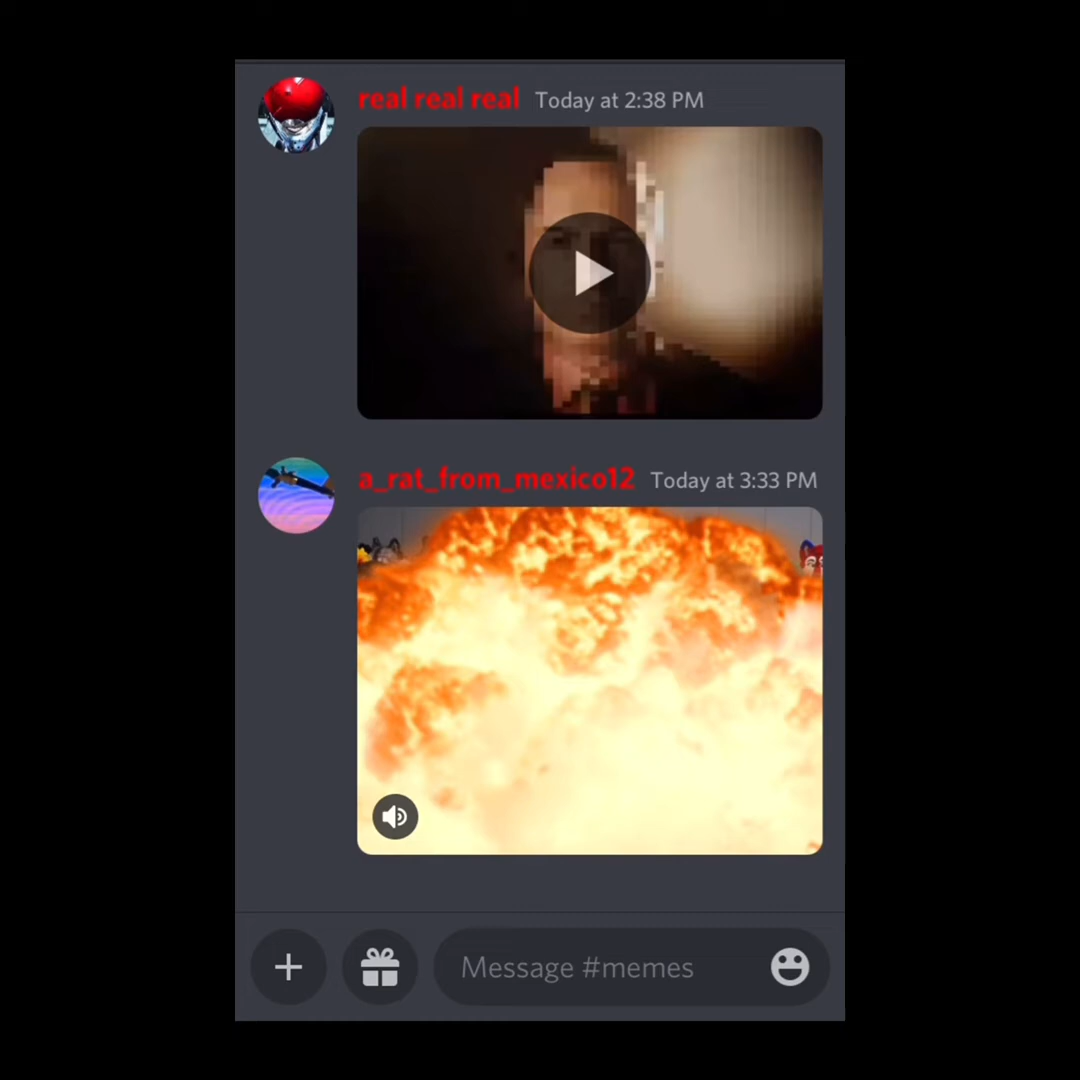 real real real Today at 2:38 PM
a_rat_from_mexico12 Today at 3:33 PM
Message #memes